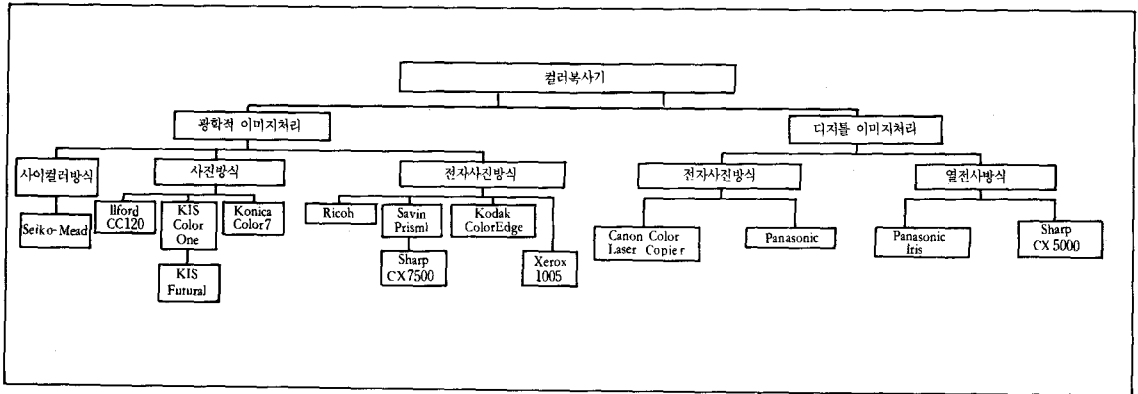 컬러복사기
광학적 이미지처리
디지틀 이미지처리
사이컬러방식
사진방식
전자사진방식
전자사진방식
열전사방식
Seiko-Mead
Ilford
CC120
KIS
Color
One
Konica
Color7
KIS
Futural
Ricoh
Savin
Prism1
Sharp
CX7500
Kodak
ColorEdge
Xerox
1005
Canon Color
Laser Copier
Panasonic
Panasonic
Iris
Sharp
CX5000